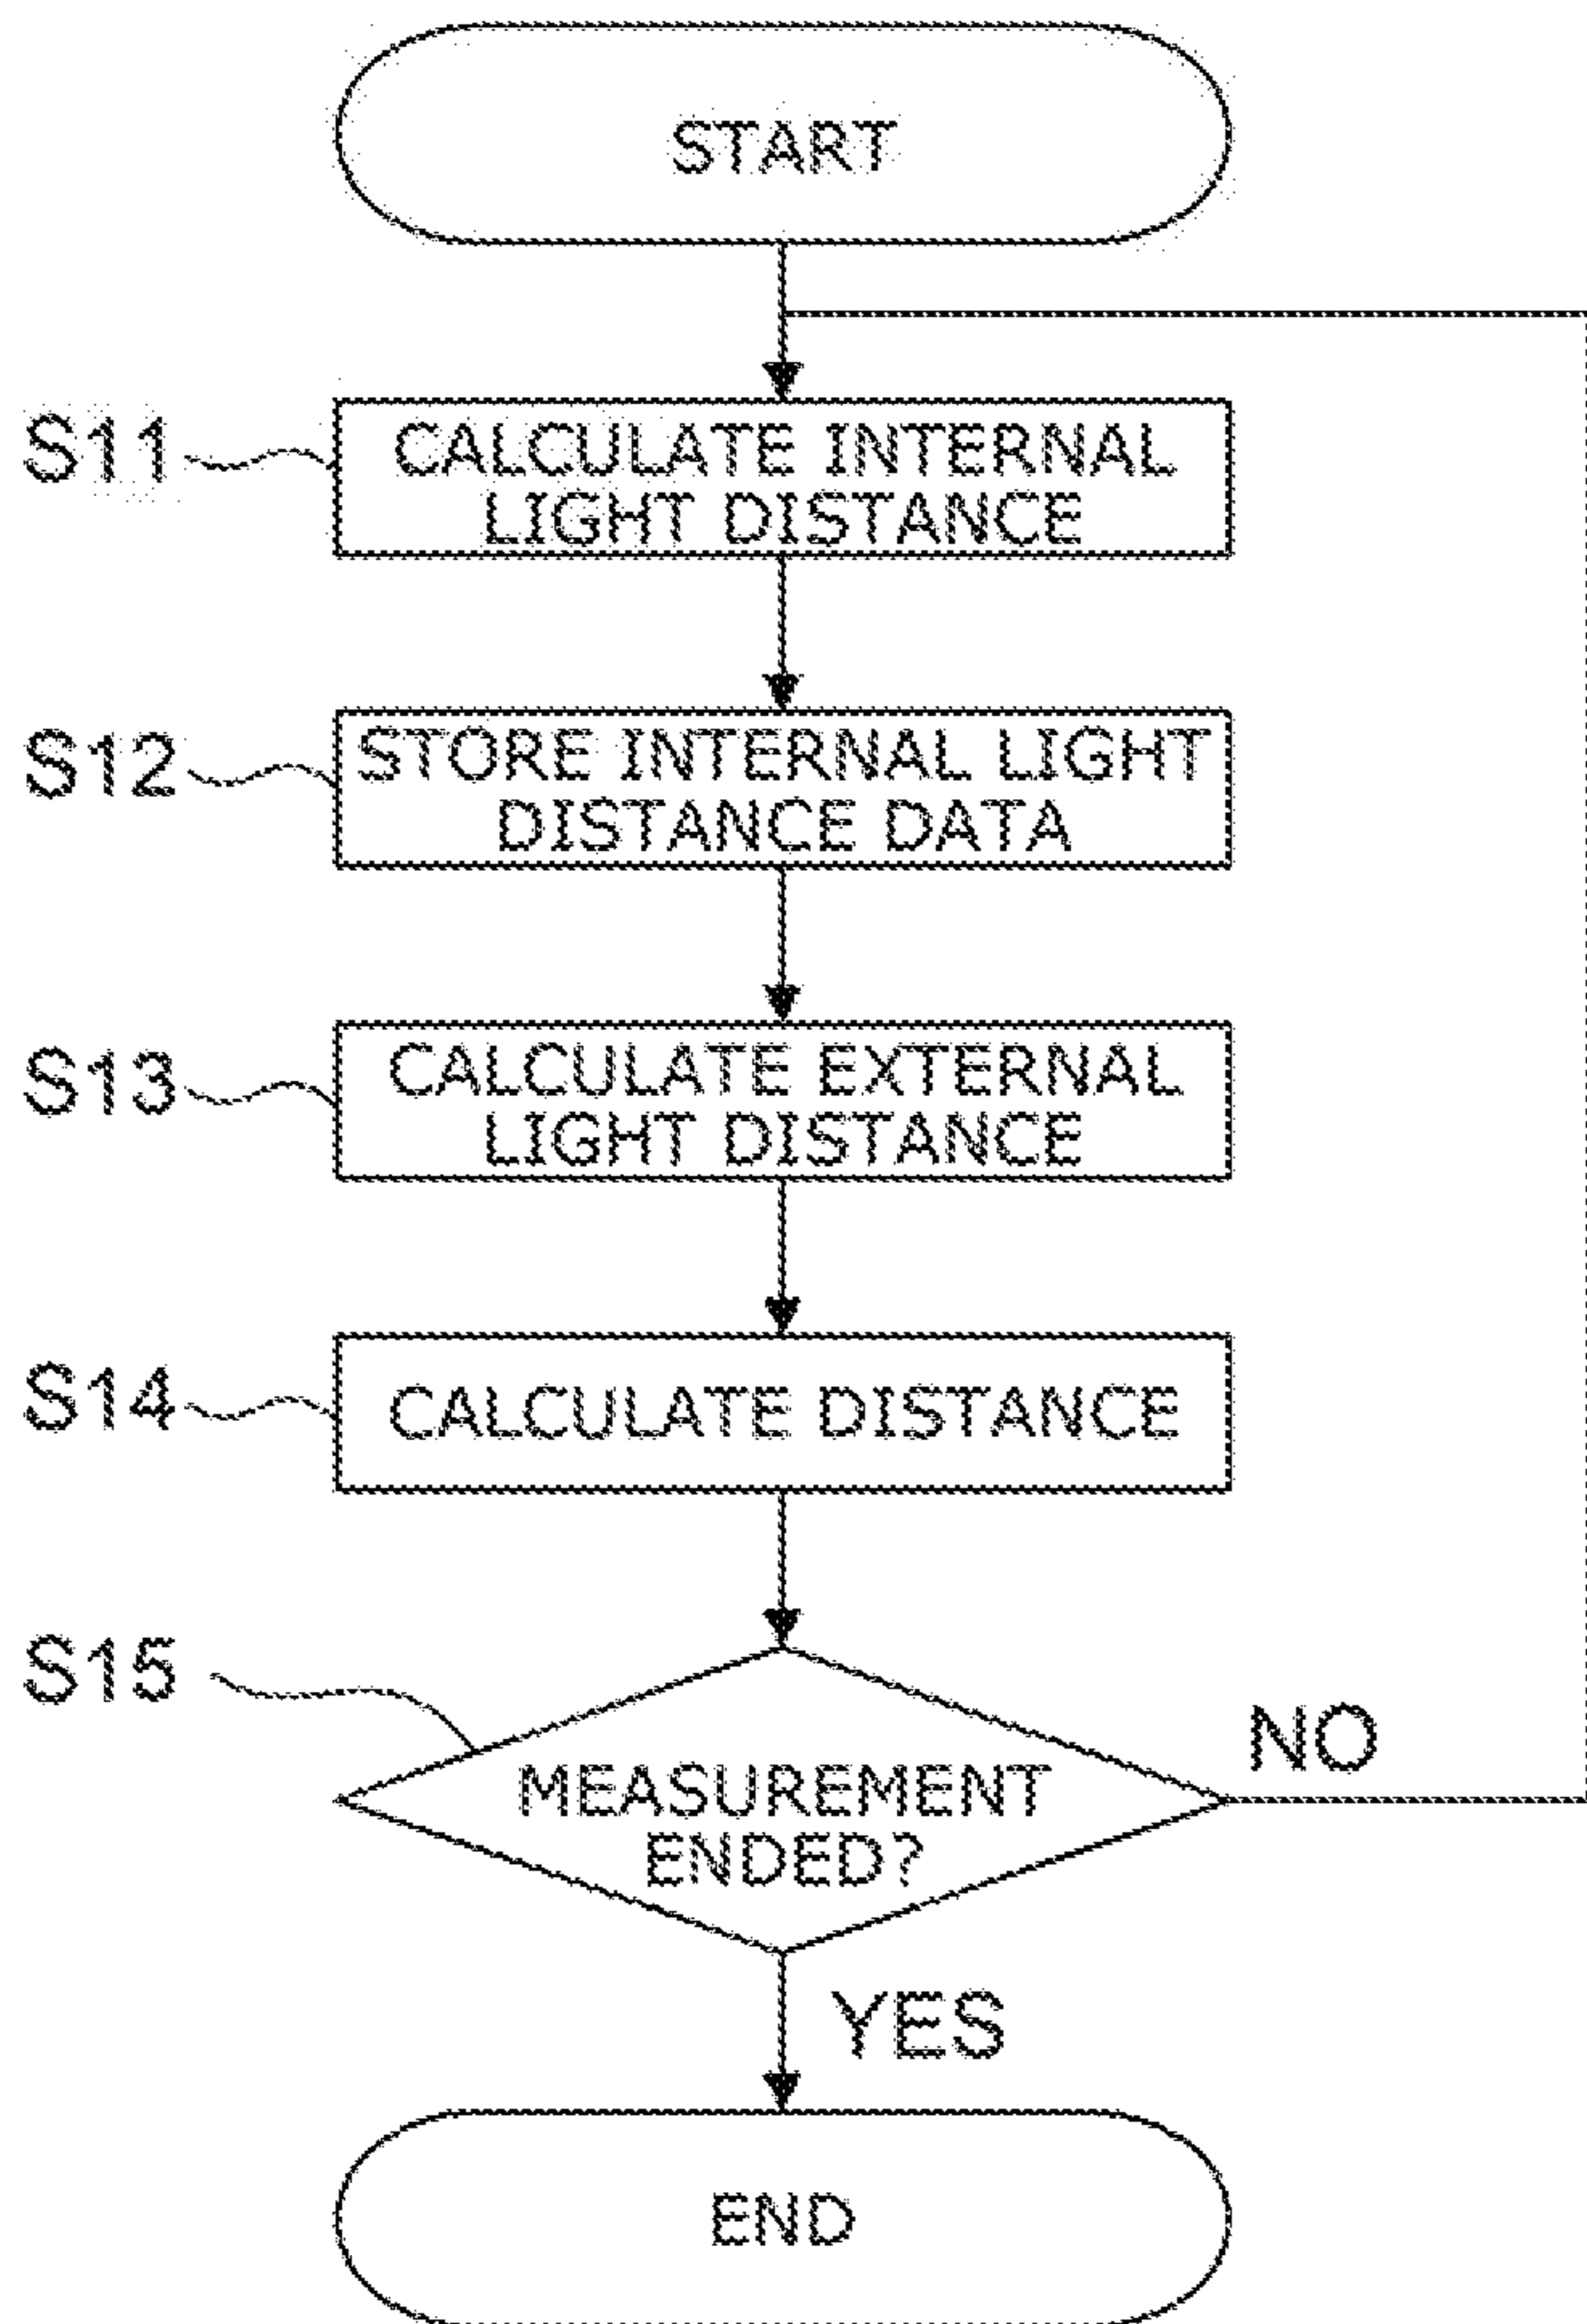 START
S11
CALCULATE INTERNAL
LIGHT DISTANCE
S12
STORE INTERNAL LIGHT
DISTANCE DATA
S13
CALCULATE EXTERNAL
LIGHT DISTANCE
S14
CALCULATE DISTANCE
S15
MEASUREMENT
ENDED?
NO
YES
END